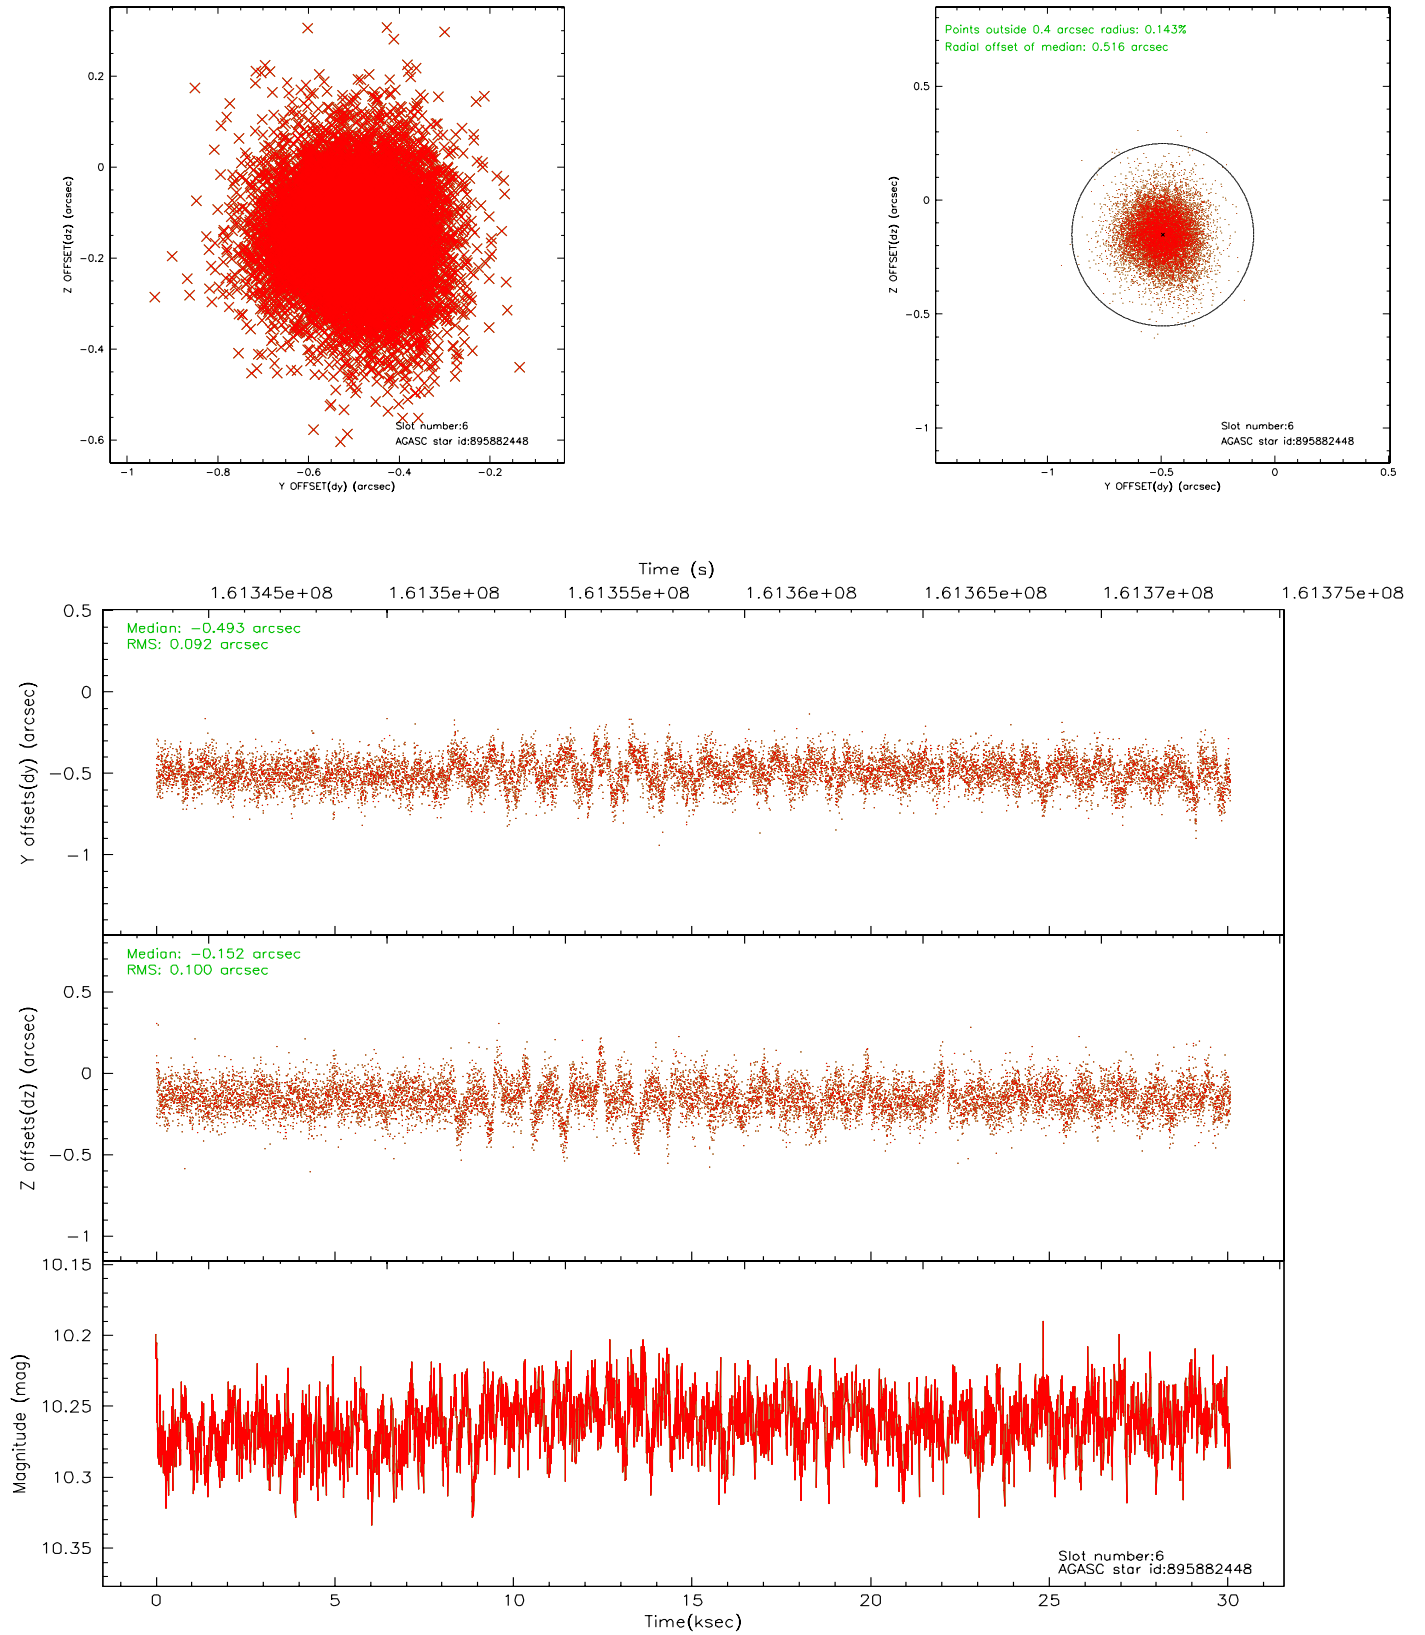 Points outside 0.4 arcsec radius: 0.143%
Radial offset of median: 0.516 arcsec
0.2
0
−0.2
−0.4
−0.6
Z OFFSET(dz) (arcsec)
Slot number:6
AGASC star id:895882448
−1
−0.8
−0.6
−0.4
−0.2
Y OFFSET(dy) (arcsec)
0.5
0
−0.5
−1
Z OFFSET(dz) (arcsec)
Slot number:6
AGASC star id:895882448
−1
−0.5
0
0.5
Y OFFSET(dy) (arcsec)
Time (s)
1.61345e+08
1.6135e+08
1.61355e+08
1.6136e+08
1.61365e+08
1.6137e+08
1.61375e+08
Median: −0.493 arcsec
RMS: 0.092 arcsec
0.5
0
−0.5
−1
Y offsets(dy) (arcsec)
Median: −0.152 arcsec
RMS: 0.100 arcsec
0.5
0
−0.5
−1
Z offsets(dz) (arcsec)
10.15
10.2
10.25
10.3
10.35
Magnitude (mag)
Slot number:6
AGASC star id:895882448
0
5
10
15
20
25
30
Time(ksec)